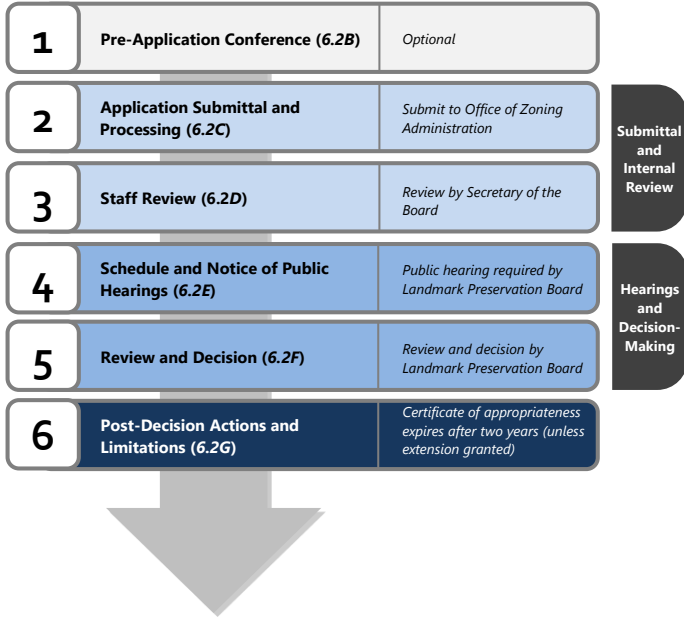 1
Pre-Application Conference (6.2B)
Optional
2
Application Submittal and
Processing (6.2C)
Submit to Office of Zoning
Administration
3
Staff Review (6.2D)
Review by Secretary of the
Board
Submittal
and
Internal
Review
4
Schedule and Notice of Public
Hearings (6.2E)
Public hearing required by
Landmark Preservation Board
5
Review and Decision (6.2F)
Review and decision by
Landmark Preservation Board
Hearings
and
Decision-
Making
6
Post-Decision Actions and
Limitations (6.2G)
Certificate of appropriateness
expires after two years (unless
extension granted)